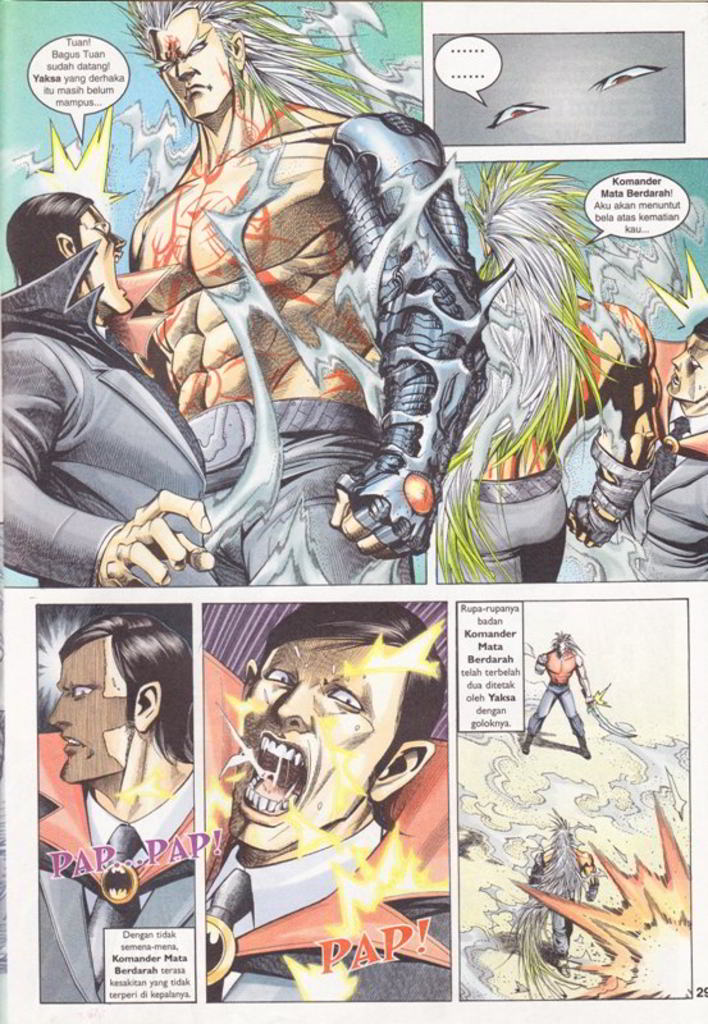 Tuan!
Bagus Tuan
sudah datang!
Yaksa yang derhaka
itu masih belum
mampus...
......
......
Komander
Mata Berdarah!
Aku akan menuntut
bela atas kematian
kau...
PAP...PAP!
Dengan tidak
semena-mena,
Komander Mata
Berdarah terasa
kesakitan yang tidak
terperi di kepalanya.
PAP!
Rupa-rupanya
badan
Komander
Mata
Berdarah
telah terbelah
dua ditetak
oleh Yaksa
dengan
goloknya.
29